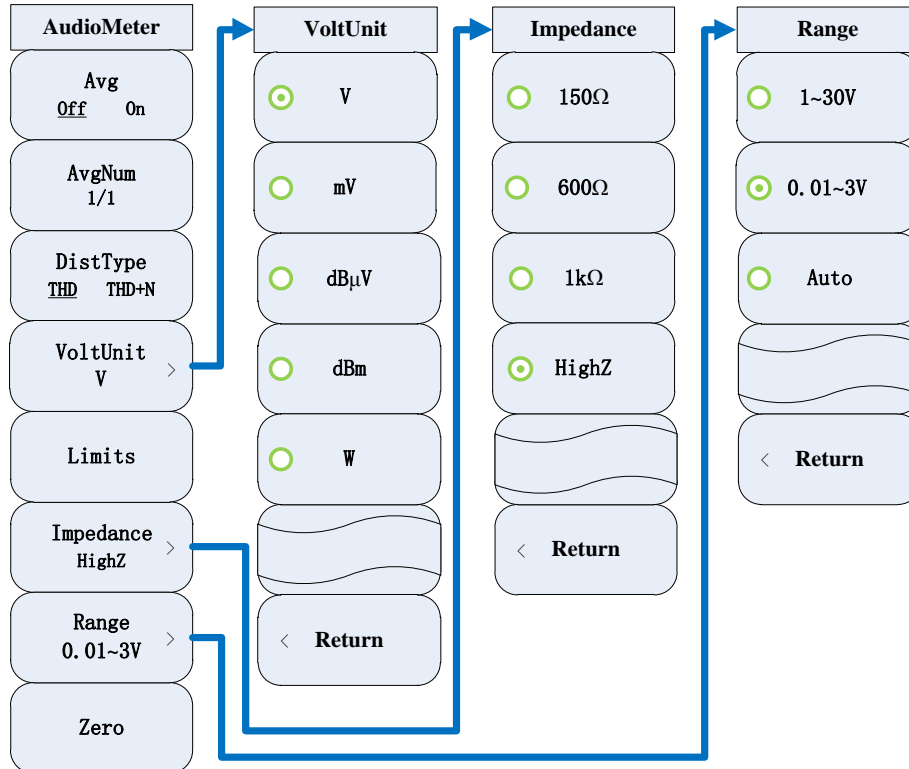 AudioMeter
Avg
Off On
AvgNum
1/1
DistType
THD THD+N
VoltUnit
V
>
Limits
Impedance
HighZ
>
Range
0.01~3V
>
Zero
VoltUnit
V
mV
dBμV
dBm
W
< Return
Impedance
150Ω
600Ω
1kΩ
HighZ
< Return
Range
1~30V
0.01~3V
Auto
< Return